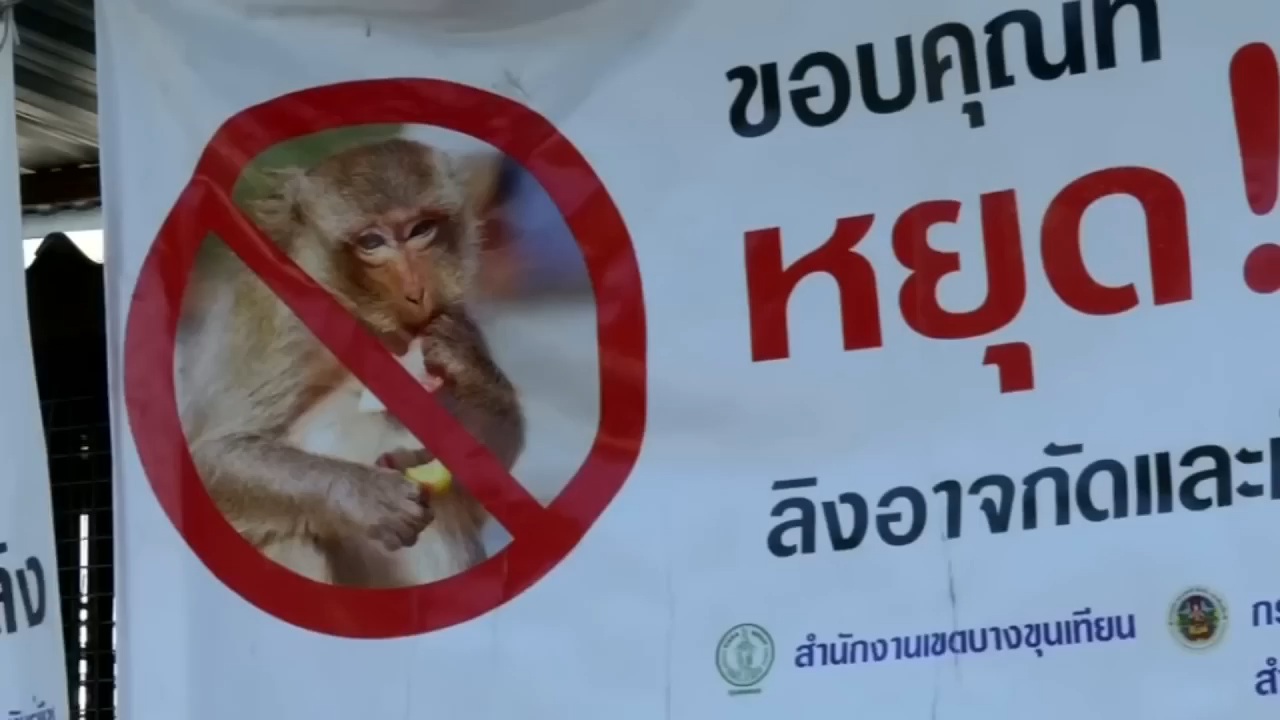 ขอบคุณที่
หยุด!
ลิงอาจกัดและ
สำนักงานเขตบางขุนเทียน